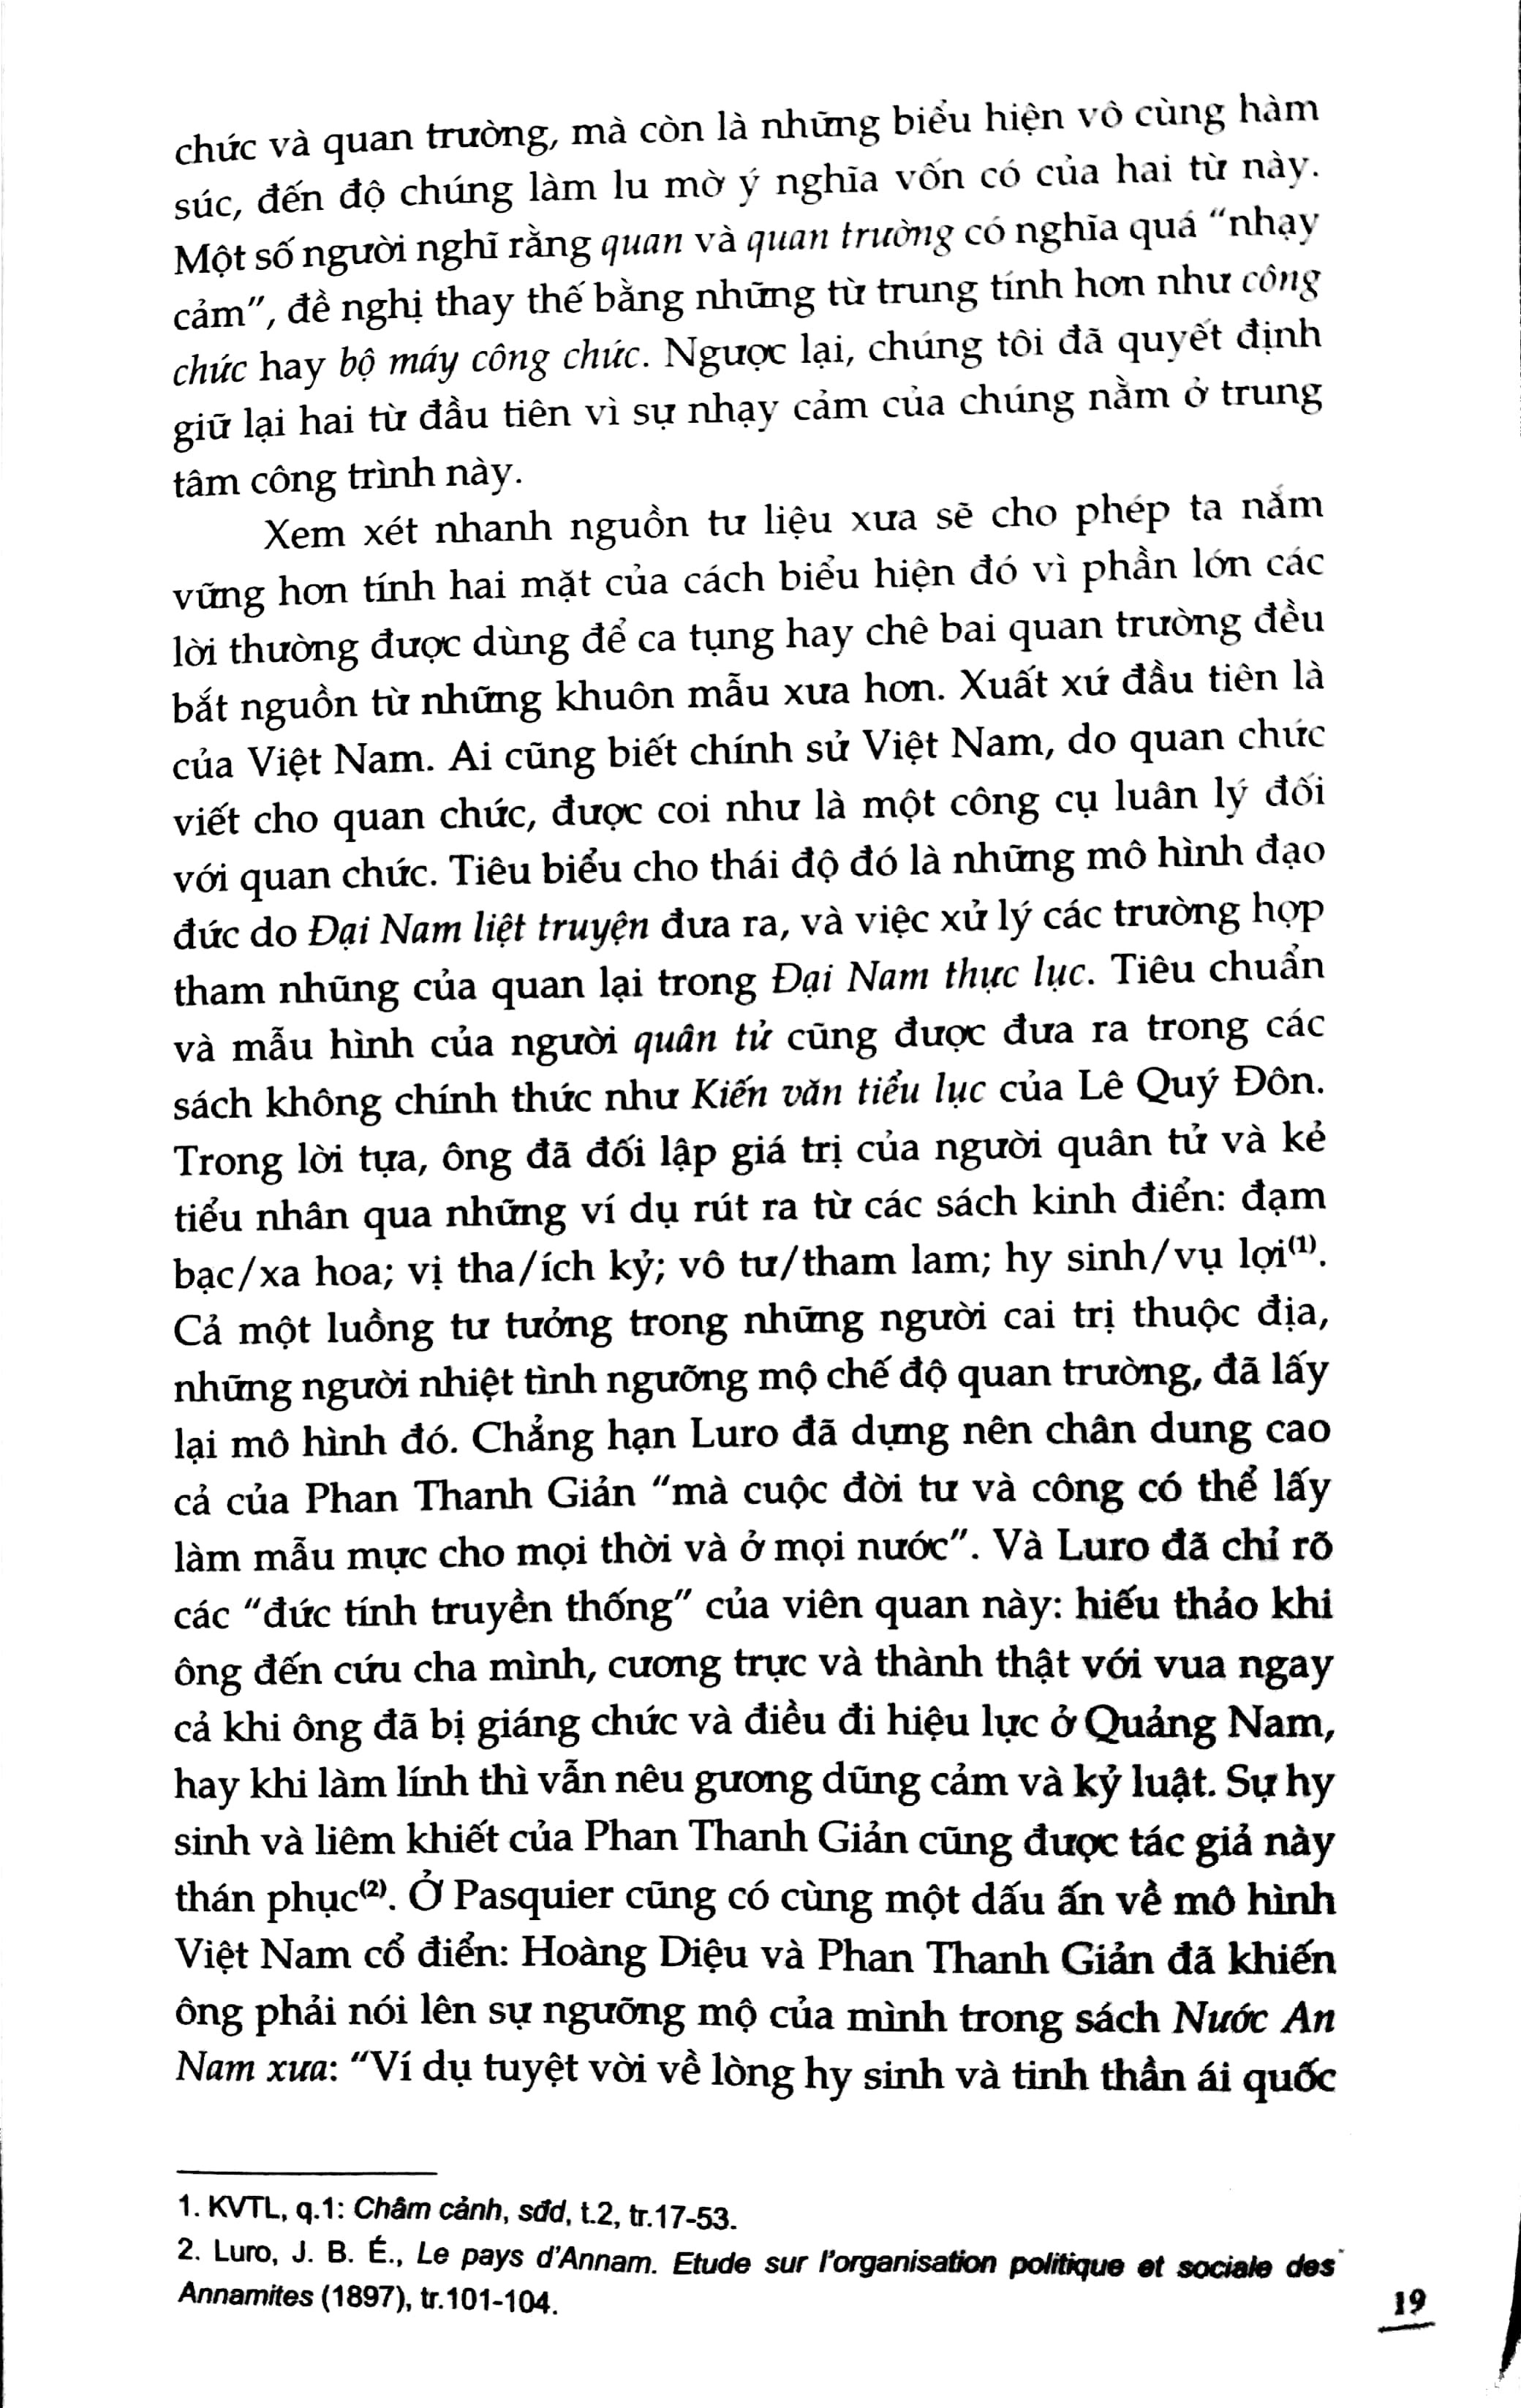 chức và quan trường, mà còn là những biểu hiện vô cùng hàm
súc, đến độ chúng làm lu mờ ý nghĩa vốn có của hai từ này.
Một số người nghĩ rằng quan và quan trường có nghĩa quá “nhạy
cảm”, đề nghị thay thế bằng những từ trung tính hơn như công
chức hay bộ máy công chức. Ngược lại, chúng tôi đã quyết định
giữ lại hai từ đầu tiên vì sự nhạy cảm của chúng nằm ở trung
tâm công trình này.
Xem xét nhanh nguồn tư liệu xưa sẽ cho phép ta nắm
vững hơn tính hai mặt của cách biểu hiện đó vì phần lớn các
lời thường được dùng để ca tụng hay chê bai quan trường đều
bắt nguồn từ những khuôn mẫu xưa hơn. Xuất xứ đầu tiên là
của Việt Nam. Ai cũng biết chính sử Việt Nam, do quan chức
viết cho quan chức, được coi như là một công cụ luân lý đối
với quan chức. Tiêu biểu cho thái độ đó là những mô hình đạo
đức do Đại Nam liệt truyện đưa ra, và việc xử lý các trường hợp
tham nhũng của quan lại trong Đại Nam thực lục. Tiêu chuẩn
và mẫu hình của người quân tử cũng được đưa ra trong các
sách không chính thức như Kiến văn tiểu lục của Lê Quý Đôn.
Trong lời tựa, ông đã đối lập giá trị của người quân tử và kẻ
tiểu nhân qua những ví dụ rút ra từ các sách kinh điển: đạm
bạc/xa hoa; vị tha/ích kỷ; vô tư/tham lam; hy sinh/vụ lợi(1).
Cả một luồng tư tưởng trong những người cai trị thuộc địa,
những người nhiệt tình ngưỡng mộ chế độ quan trường, đã lấy
lại mô hình đó. Chẳng hạn Luro đã dựng nên chân dung cao
cả của Phan Thanh Giản “mà cuộc đời tư và công có thể lấy
làm mẫu mực cho mọi thời và ở mọi nước”. Và Luro đã chỉ rõ
các “đức tính truyền thống” của viên quan này: hiếu thảo khi
ông đến cứu cha mình, cương trực và thành thật với vua ngay
cả khi ông đã bị giáng chức và điều đi hiệu lực ở Quảng Nam,
hay khi làm lính thì vẫn nêu gương dũng cảm và kỷ luật. Sự hy
sinh và liêm khiết của Phan Thanh Giản cũng được tác giả này
thán phục(2). Ở Pasquier cũng có cùng một dấu ấn về mô hình
Việt Nam cổ điển: Hoàng Diệu và Phan Thanh Giản đã khiến
ông phải nói lên sự ngưỡng mộ của mình trong sách Nước An
Nam xưa: “Ví dụ tuyệt vời về lòng hy sinh và tinh thần ái quốc
1. KVTL, q.1: Châm cảnh, sđd, t.2, tr.17-53.
2. Luro, J. B. É., Le pays d’Annam. Etude sur l’organisation politique et sociale des
Annamites (1897), tr.101-104.
19